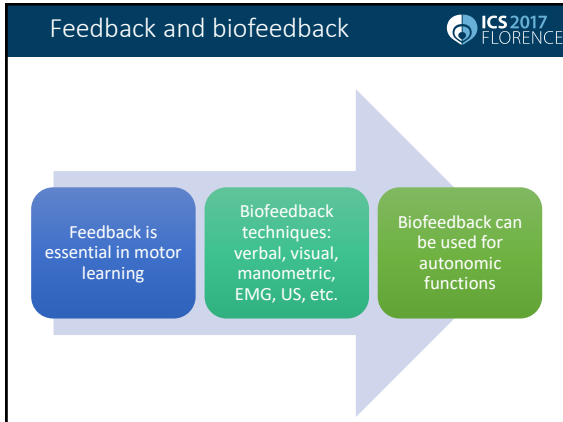 Feedback and biofeedback
ICS 2017
FLORENCE
Feedback is
essential in motor
learning
Biofeedback
techniques:
verbal, visual,
manometric,
EMG, US, etc.
Biofeedback can
be used for
autonomic
functions